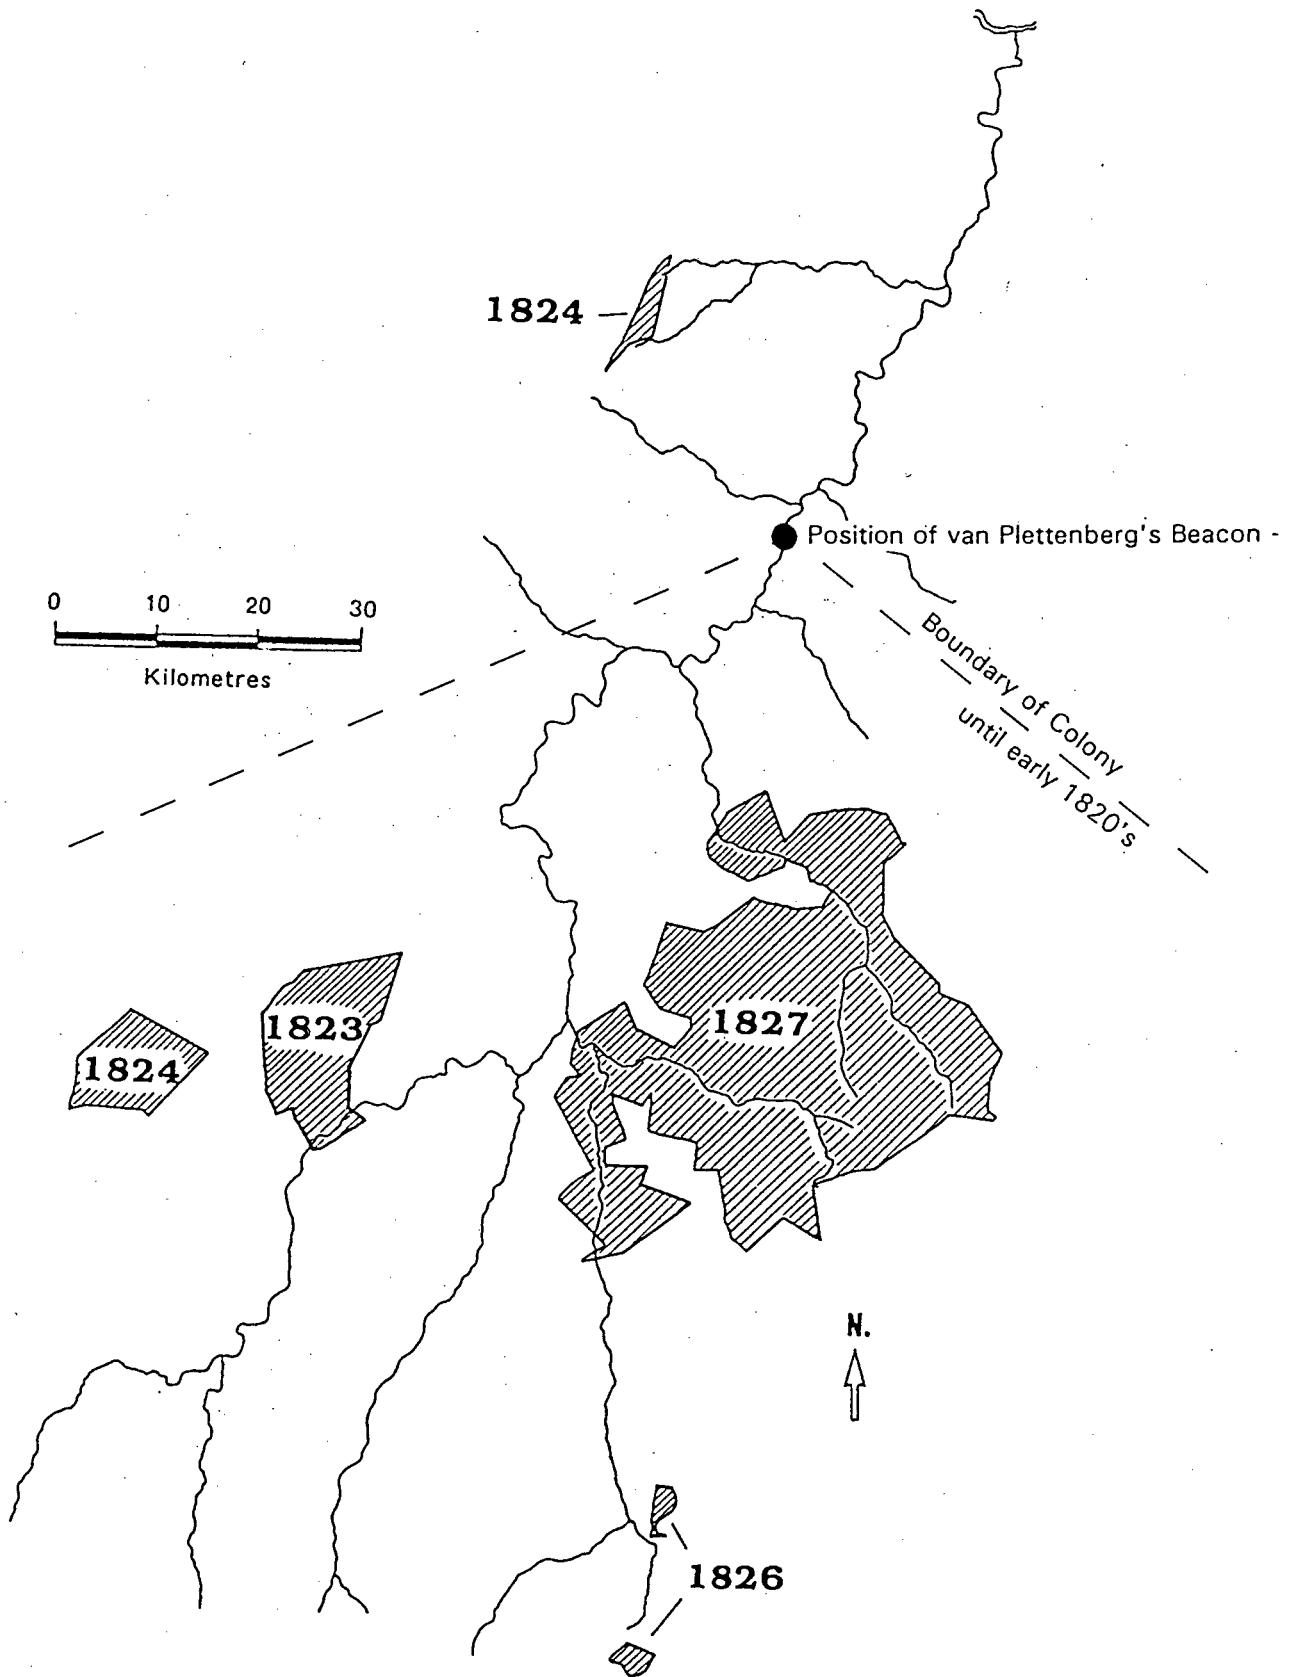 1824
Position of van Plettenberg's Beacon -
0 10 20 30
Kilometres
Boundary of Colony
until early 1820's
1823
1827
1824
N.
1826